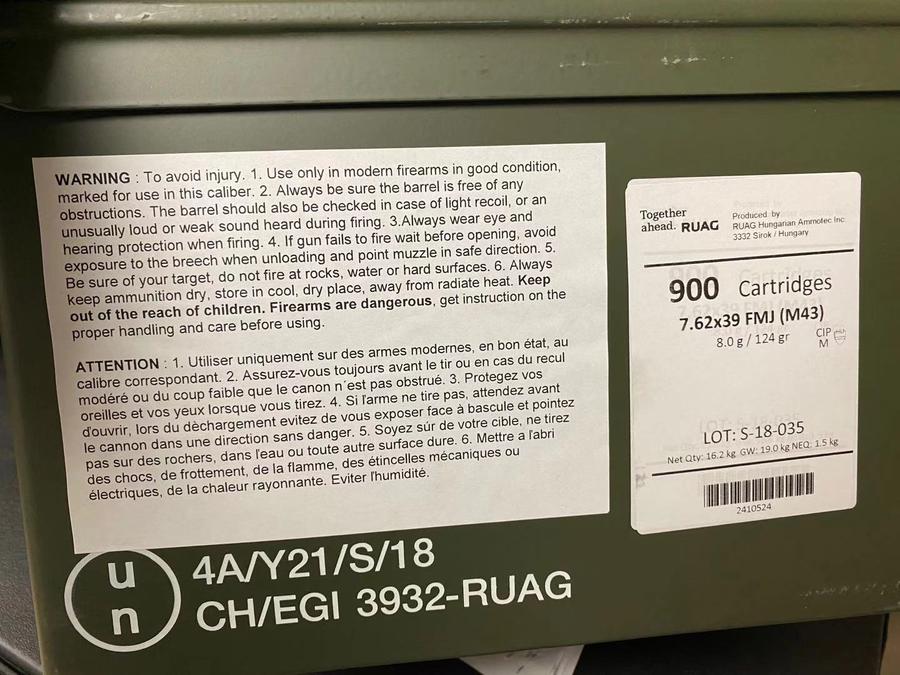 WARNING : To avoid injury. 1. Use only in modern firearms in good condition,
marked for use in this caliber. 2. Always be sure the barrel is free of any
obstructions. The barrel should also be checked in case of light recoil, or an
unusually loud or weak sound heard during firing. 3.Always wear eye and
hearing protection when firing. 4. If gun fails to fire wait before opening, avoid
exposure to the breech when unloading and point muzzle in safe direction. 5.
Be sure of your target, do not fire at rocks, water or hard surfaces. 6. Always
keep ammunition dry, store in cool, dry place, away from radiate heat. Keep
out of the reach of children. Firearms are dangerous, get instruction on the
proper handling and care before using.
ATTENTION : 1. Utiliser uniquement sur des armes modernes, en bon état, au
calibre correspondant. 2. Assurez-vous toujours avant le tir ou en cas du recul
modéré ou du coup faible que le canon n´est pas obstrué. 3. Protegez vos
oreilles et vos yeux lorsque vous tirez. 4. Si l'arme ne tire pas, attendez avant
d'ouvrir, lors du dèchargement evitez de vous exposer face à bascule et pointez
le cannon dans une direction sans danger. 5. Soyez súr de votre cible, ne tirez
pas sur des rochers, dans l'eau ou toute autre surface dure. 6. Mettre a l'abri
des chocs, de frottement, de la flamme, des étincelles mécaniques ou
électriques, de la chaleur rayonnante. Eviter l'humidité.
Together
ahead. RUAG
Produced by
RUAG Hungarian Ammotec Inc.
3332 Sirok / Hungary
900 Cartridges
7.62x39 FMJ (M43)
8.0 g / 124 gr
CIP
M
LOT: S-18-035
Net Qty: 16.2 kg GW: 19.0 kg NEQ: 1.5 kg
2410524
u
n
4A/Y21/S/18
CH/EGI 3932-RUAG